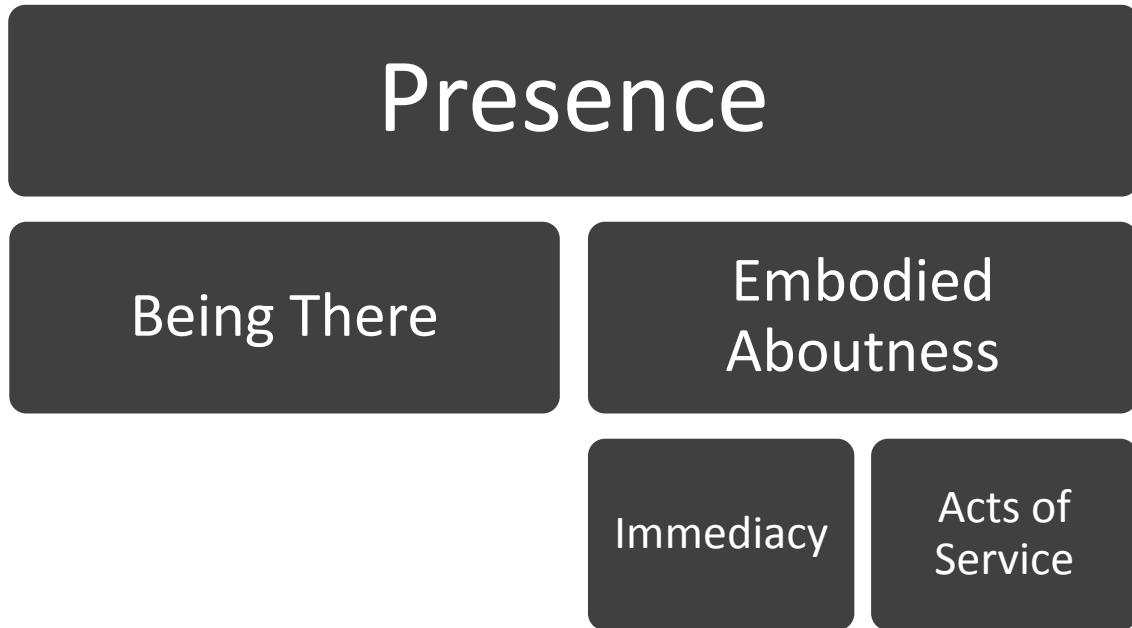 Presence
Being There
Embodied
Aboutness
Immediacy
Acts of
Service